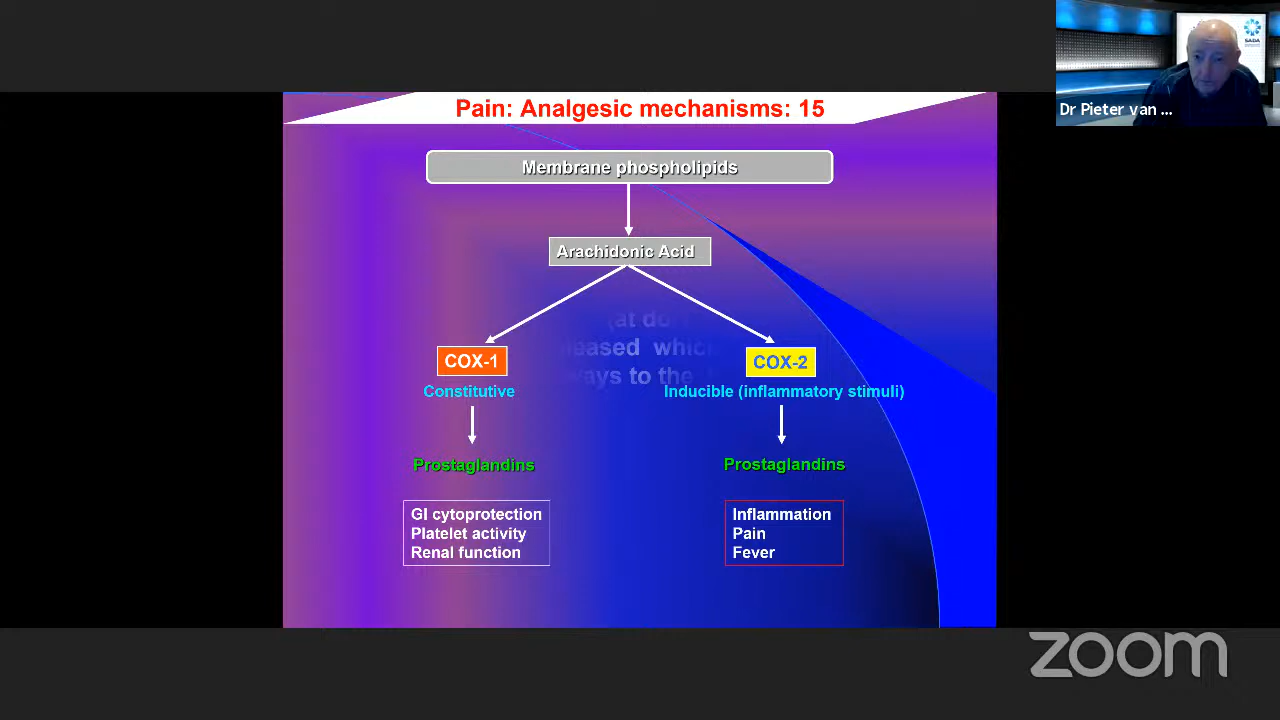 SADA
Dr Pieter van ...
Pain: Analgesic mechanisms: 15
Membrane phospholipids
Arachidonic Acid
COX-1
COX-2
Constitutive
Inducible (inflammatory stimuli)
Prostaglandins
Prostaglandins
GI cytoprotection
Platelet activity
Renal function
Inflammation
Pain
Fever
zoom